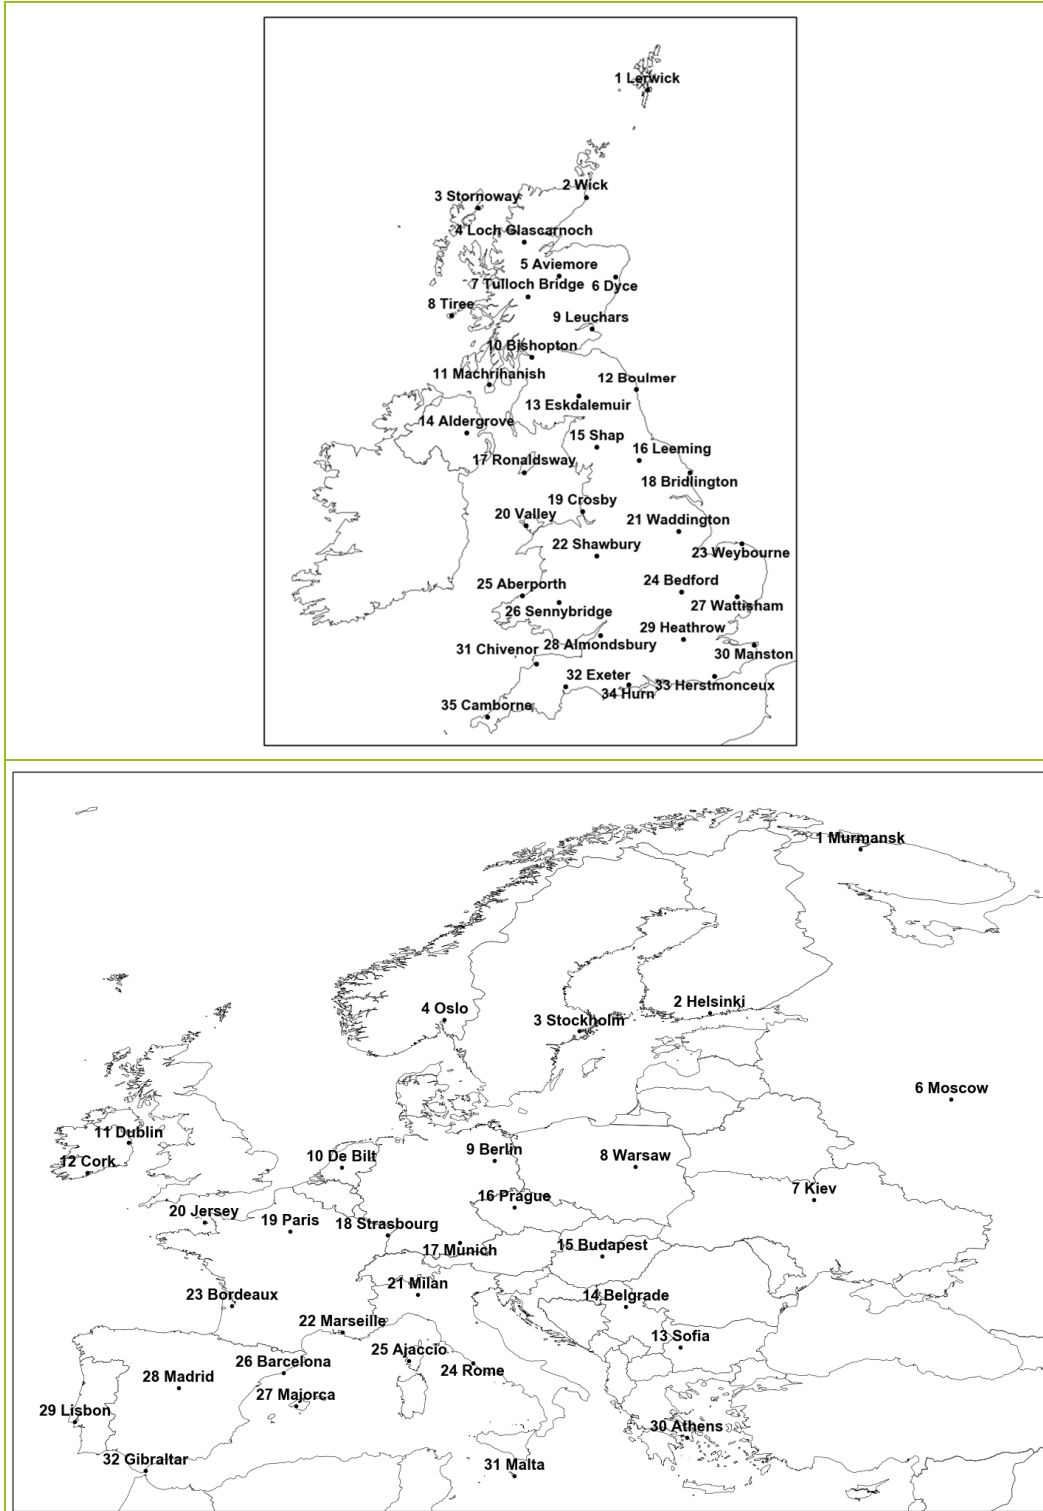 1 Lerwick
2 Wick
3 Stornoway
4 Loch Glascarnoch
5 Aviemore
7 Tulloch Bridge
6 Dyce
8 Tiree
9 Leuchars
10 Bishopton
11 Machrihanish
12 Boulmer
13 Eskdalemuir
14 Aldergrove
15 Shap
16 Leeming
17 Ronaldsway
18 Bridlington
19 Crosby
20 Valley
21 Waddington
22 Shawbury
23 Weybourne
24 Bedford
25 Aberporth
27 Wattisham
26 Sennybridge
29 Heathrow
28 Almondsbury
31 Chivenor
30 Manston
32 Exeter
33 Herstmonceux
34 Hurn
35 Camborne
1 Murmansk
2 Helsinki
4 Oslo
3 Stockholm
6 Moscow
11 Dublin
9 Berlin
10 De Bilt
8 Warsaw
12 Cork
7 Kiev
16 Prague
20 Jersey
19 Paris
18 Strasbourg
15 Budapest
17 Munich
21 Milan
23 Bordeaux
14 Belgrade
22 Marseille
13 Sofia
25 Ajaccio
26 Barcelona
24 Rome
28 Madrid
27 Majorca
29 Lisbon
30 Athens
32 Gibraltar
31 Malta